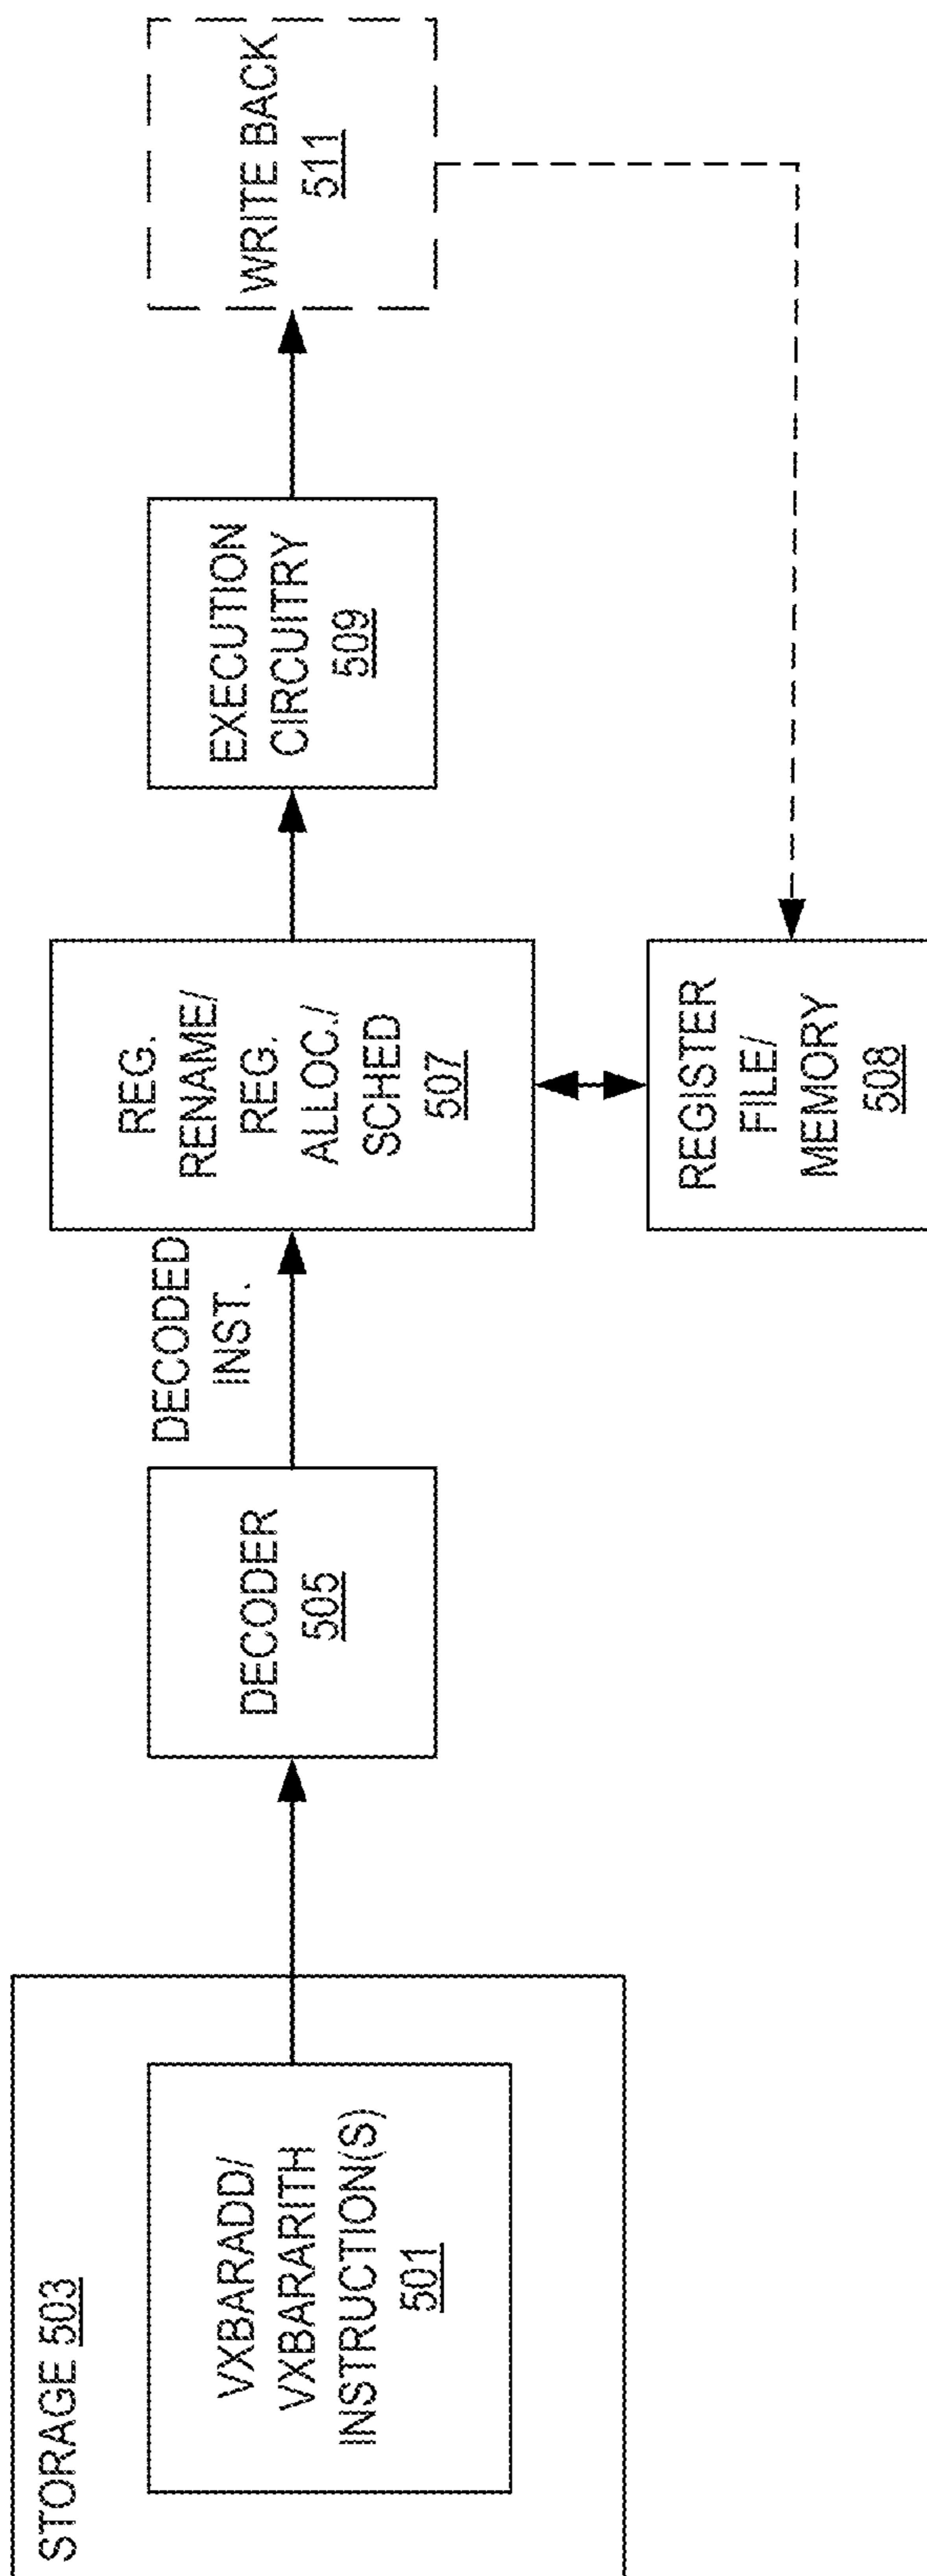 STORAGE 503
VXBARADD/
VXBARARITH
INSTRUCTION(S)
501
DECODER
505
DECODED
INST.
REG.
RENAME/
REG.
ALLOC./
SCHED
507
REGISTER
FILE/
MEMORY
508
EXECUTION
CIRCUITRY
509
WRITE BACK
511